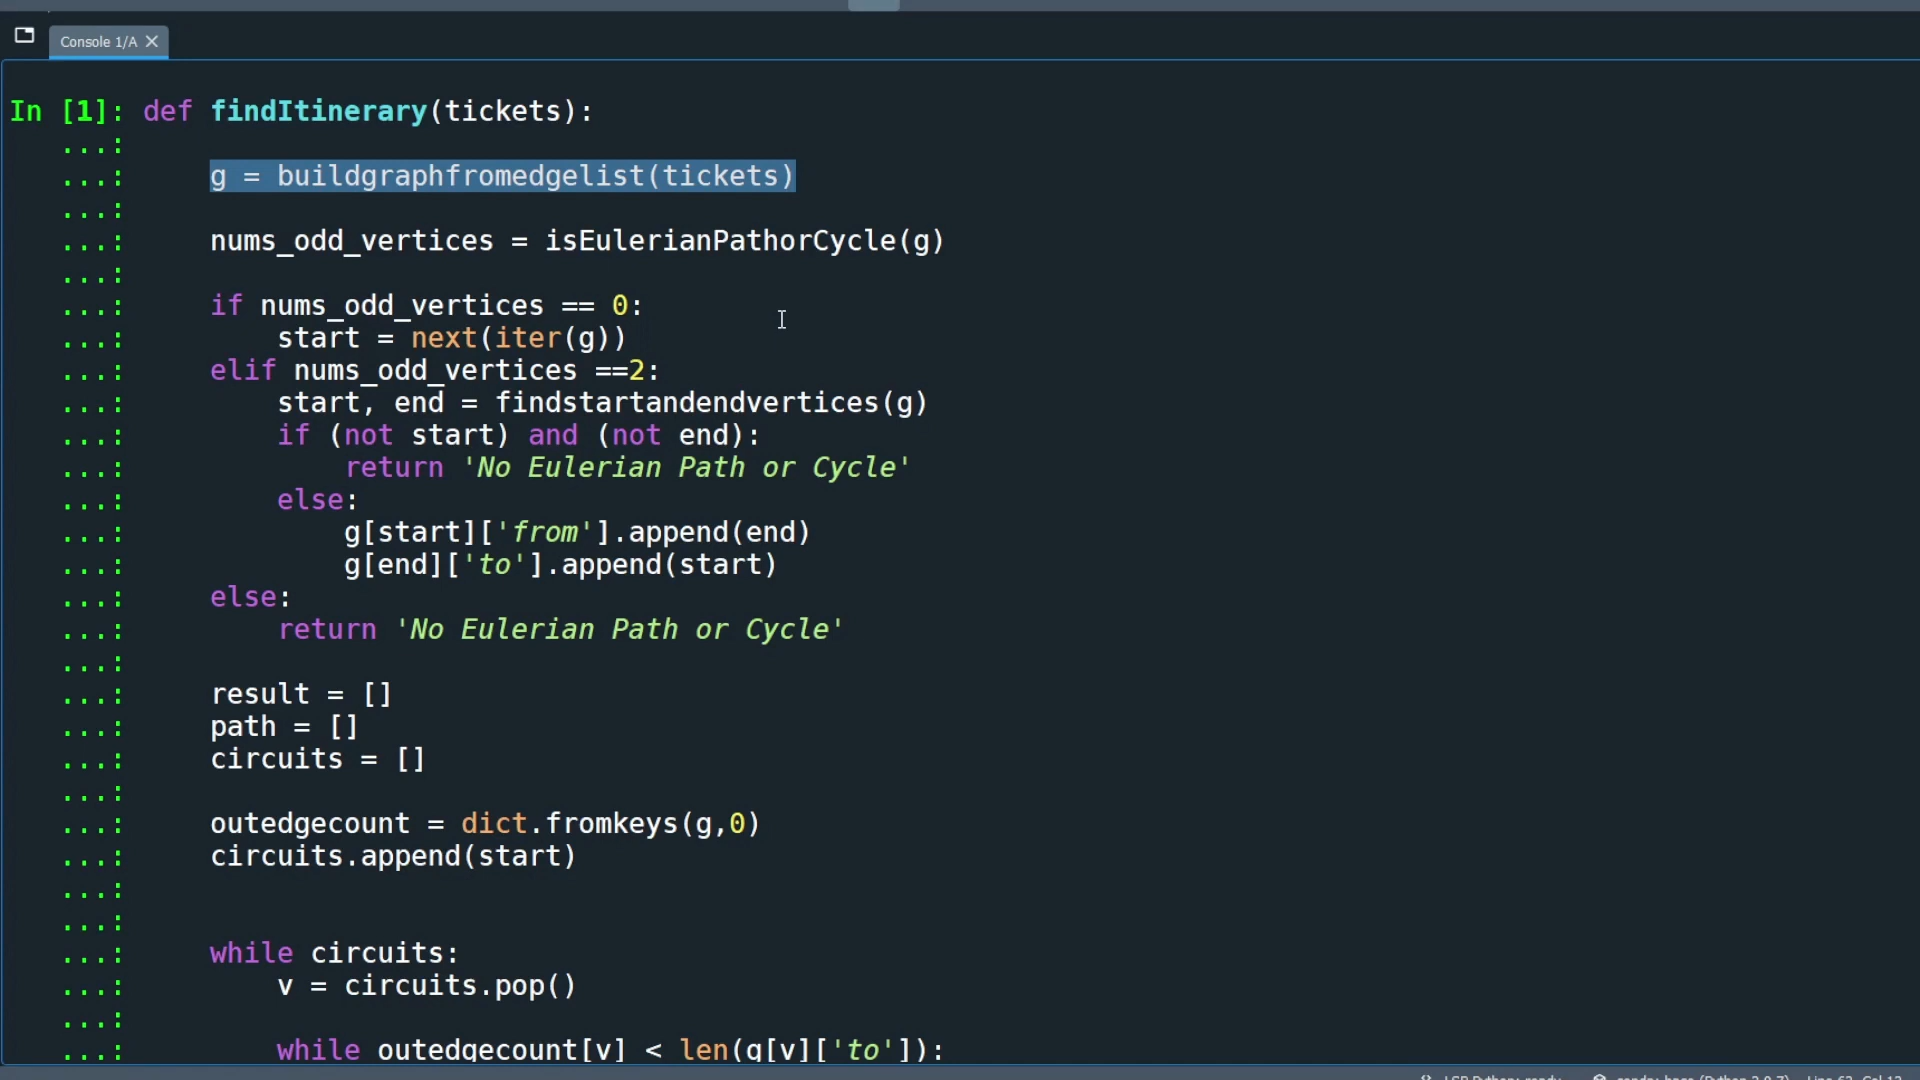 Console 1/A
In [1]: def findItinerary(tickets):
...:
...: g = buildgraphfromedgelist(tickets)
...:
...: nums_odd_vertices = isEulerianPathorCycle(g)
...:
...: if nums_odd_vertices == 0:
...: start = next(iter(g))
...: elif nums_odd_vertices ==2:
...: start, end = findstartandendvertices(g)
...: if (not start) and (not end):
...: return 'No Eulerian Path or Cycle'
...: else:
...: g[start]['from'].append(end)
...: g[end]['to'].append(start)
...: else:
...: return 'No Eulerian Path or Cycle'
...:
...: result = []
...: path = []
...: circuits = []
...:
...: outedgecount = dict.fromkeys(g,0)
...: circuits.append(start)
...:
...:
...: while circuits:
...: v = circuits.pop()
...:
...: while outedgecount[v] < len(g[v]['to']):